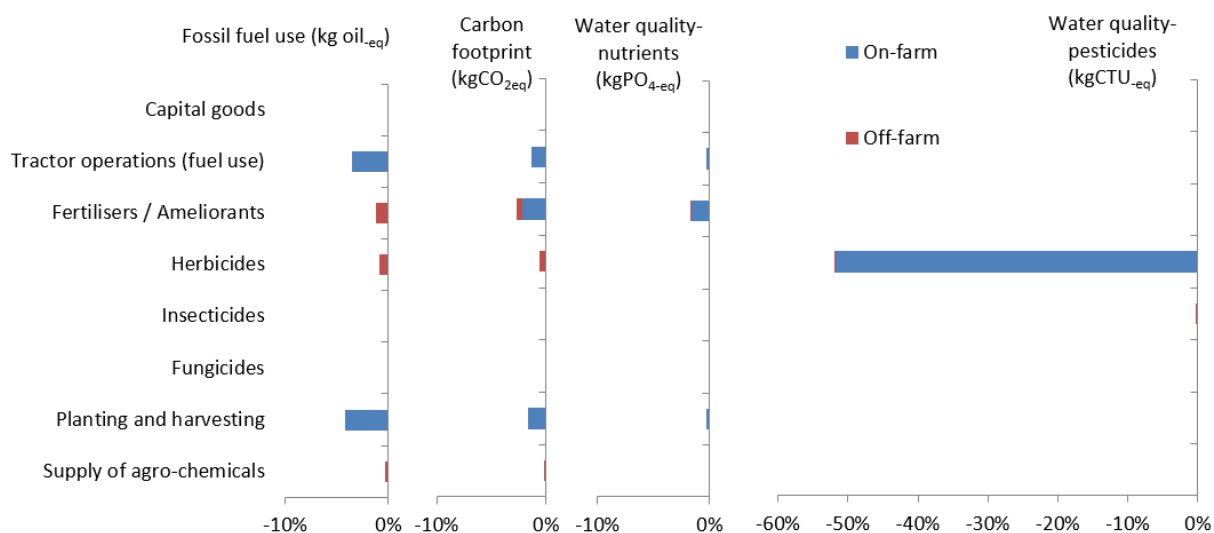 Fossil fuel use (kg oil-eq)
Carbon
footprint
(kgCO2eq)
Water quality-
nutrients
(kgPO4-eq)
On-farm
Off-farm
Water quality-
pesticides
(kgCTU-eq)
Capital goods
Tractor operations (fuel use)
Fertilisers / Ameliorants
Herbicides
Insecticides
Fungicides
Planting and harvesting
Supply of agro-chemicals
-10% 0% -10% 0% -10% 0% -60% -50% -40% -30% -20% -10% 0%